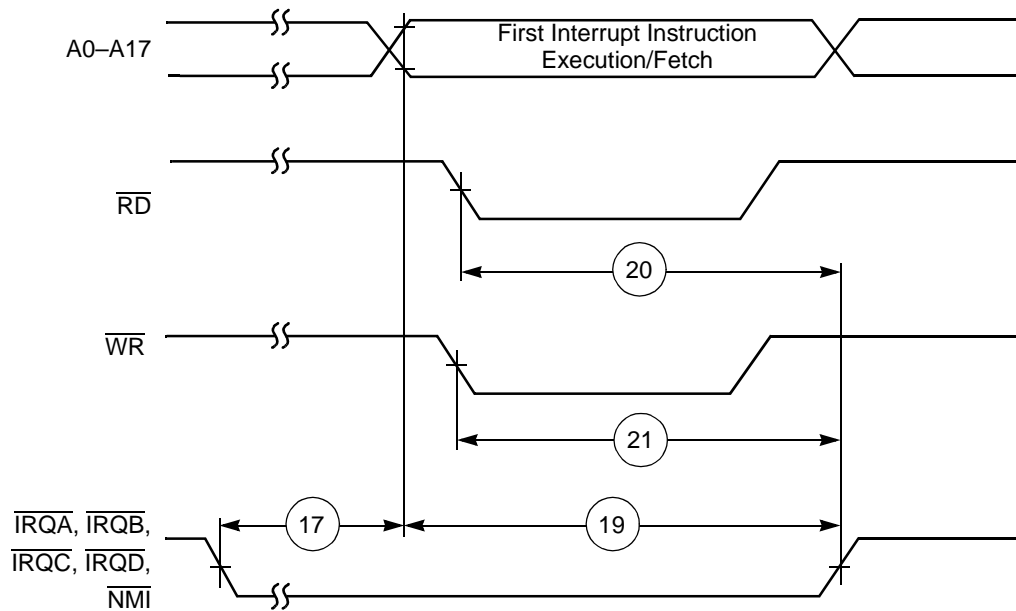 A0–A17
First Interrupt Instruction
Execution/Fetch
RD
20
WR
21
IRQA, IRQB,
17
19
IRQC, IRQD,
NMI